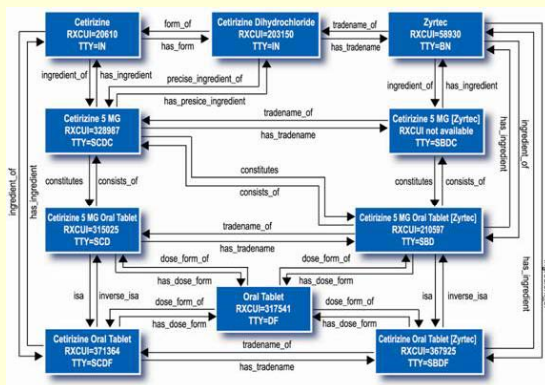 Cetirizine
RXCUI=20610
TTY=IN
form_of
has_form
Cetirizine Dihydrochloride
RXCUI=203150
TTY=IN
tradename_of
has_tradename
Zyrtec
RXCUI=58930
TTY=BN
ingredient_of
has_ingredient
precise_ingredient_of
has_presice_ingredient
ingredient_of
has_ingredient
Cetirizine 5 MG
RXCUI=328987
TTY=SCDC
tradename_of
has_tradename
Cetirizine 5 MG [Zyrtec]
RXCUI not available
TTY=SBDC
has_ingredient
ingredient_of
ingredient_of
has_ingredient
constitutes
consists_of
constitutes
consists_of
constitutes
consists_of
Cetirizine 5 MG Oral Tablet
RXCUI=315025
TTY=SCD
tradename_of
has_tradename
Cetirizine 5 MG Oral Tablet [Zyrtec]
RXCUI=210597
TTY=SBD
dose_form_of
has_dose_form
dose_form_of
has_dose_form
has_ingredient
isa
inverse_isa
Oral Tablet
RXCUI=317541
TTY=DF
isa
inverse_isa
dose_form_of
has_dose_form
dose_form_of
has_dose_form
Cetirizine Oral Tablet
RXCUI=371364
TTY=SCDF
tradename_of
has_tradename
Cetirizine Oral Tablet [Zyrtec]
RXCUI=367925
TTY=SBDF